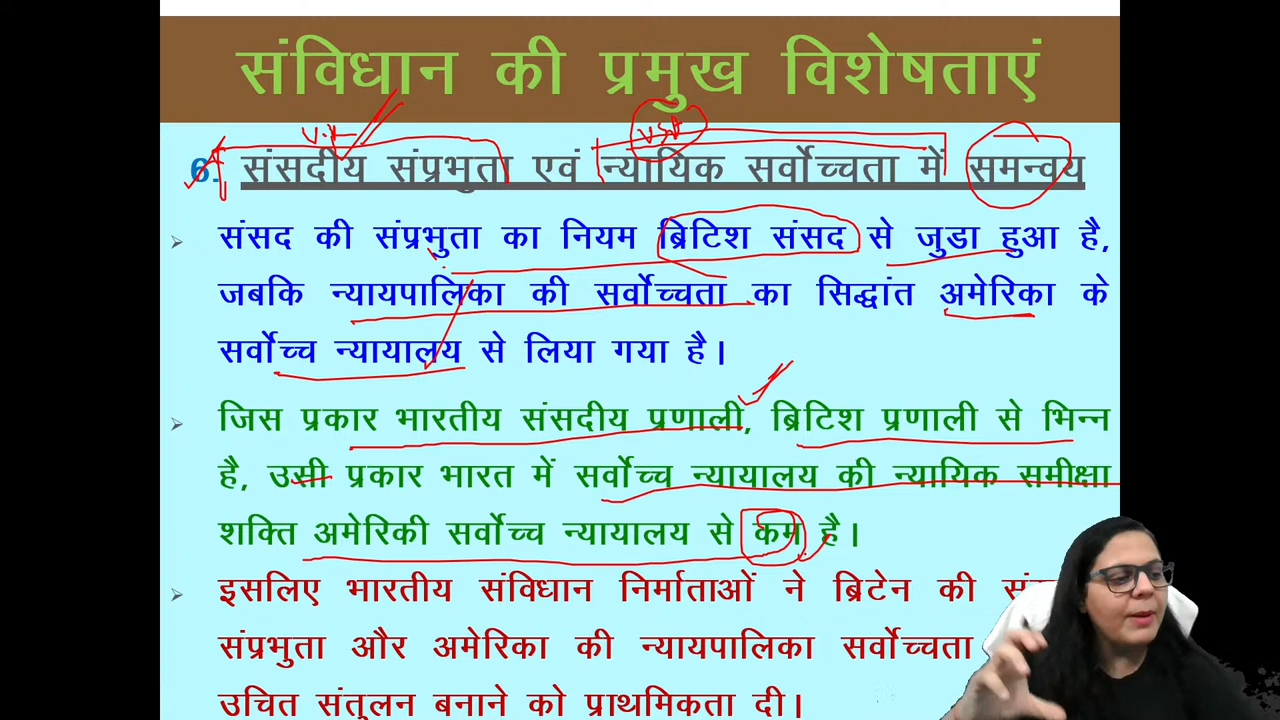 संविधान की प्रमुख विशेषताएं
U.K USA
6. संसदीय संप्रभुता एवं न्यायिक सर्वोच्चता में समन्वय
संसद की संप्रभुता का नियम ब्रिटिश संसद से जुडा हुआ है,
जबकि न्यायपालिका की सर्वोच्चता का सिद्धांत अमेरिका के
सर्वोच्च न्यायालय से लिया गया है।
जिस प्रकार भारतीय संसदीय प्रणाली, ब्रिटिश प्रणाली से भिन्न
है, उसी प्रकार भारत में सर्वोच्च न्यायालय की न्यायिक समीक्षा
शक्ति अमेरिकी सर्वोच्च न्यायालय से कम है।
इसलिए भारतीय संविधान निर्माताओं ने ब्रिटेन की
संप्रभुता और अमेरिका की न्यायपालिका सर्वोच्चता
उचित संतुलन बनाने को प्राथमिकता दी।